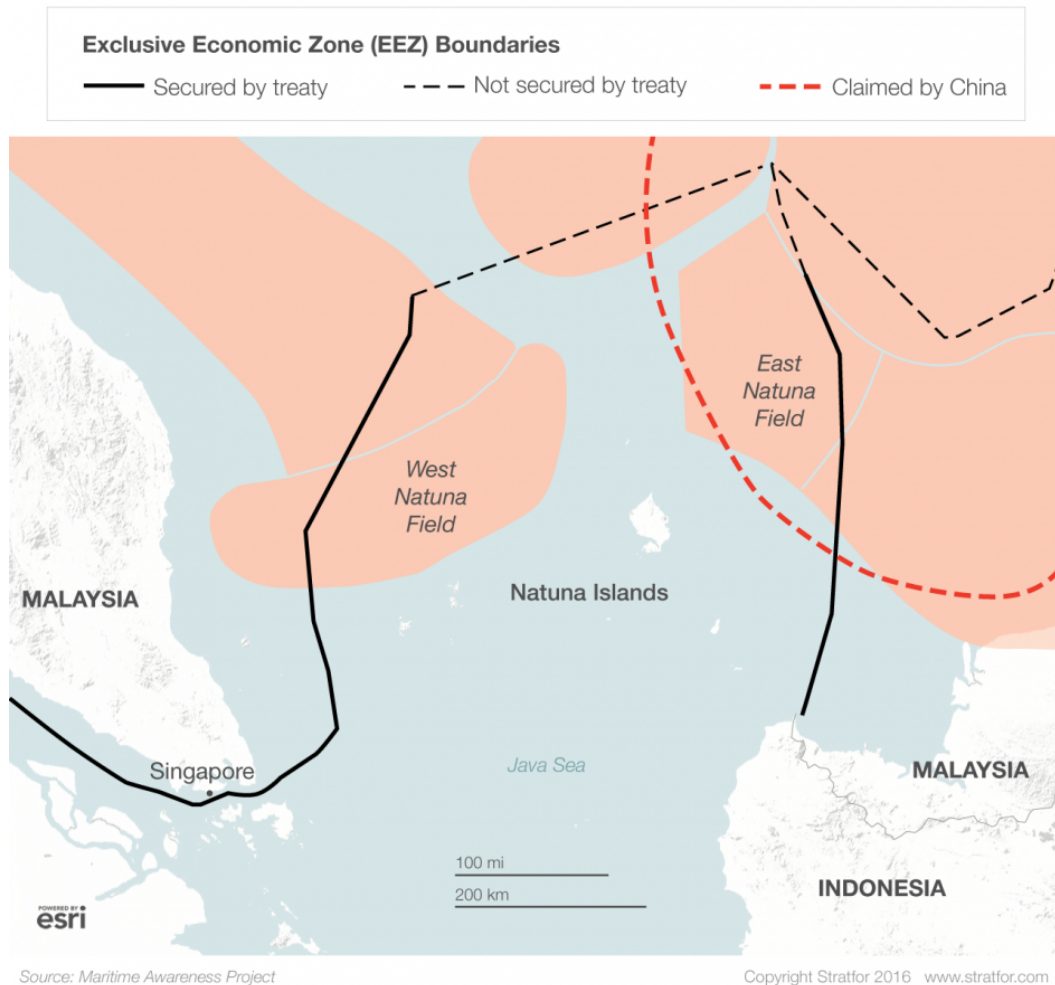 Exclusive Economic Zone (EEZ) Boundaries
Secured by treaty
Not secured by treaty
Claimed by China
East
Natuna
Field
West
Natuna
Field
Natuna Islands
MALAYSIA
Singapore
Java Sea
MALAYSIA
100 mi
200 km
INDONESIA
POWERED BY
esri
Source: Maritime Awareness Project
Copyright Stratfor 2016 www.stratfor.com